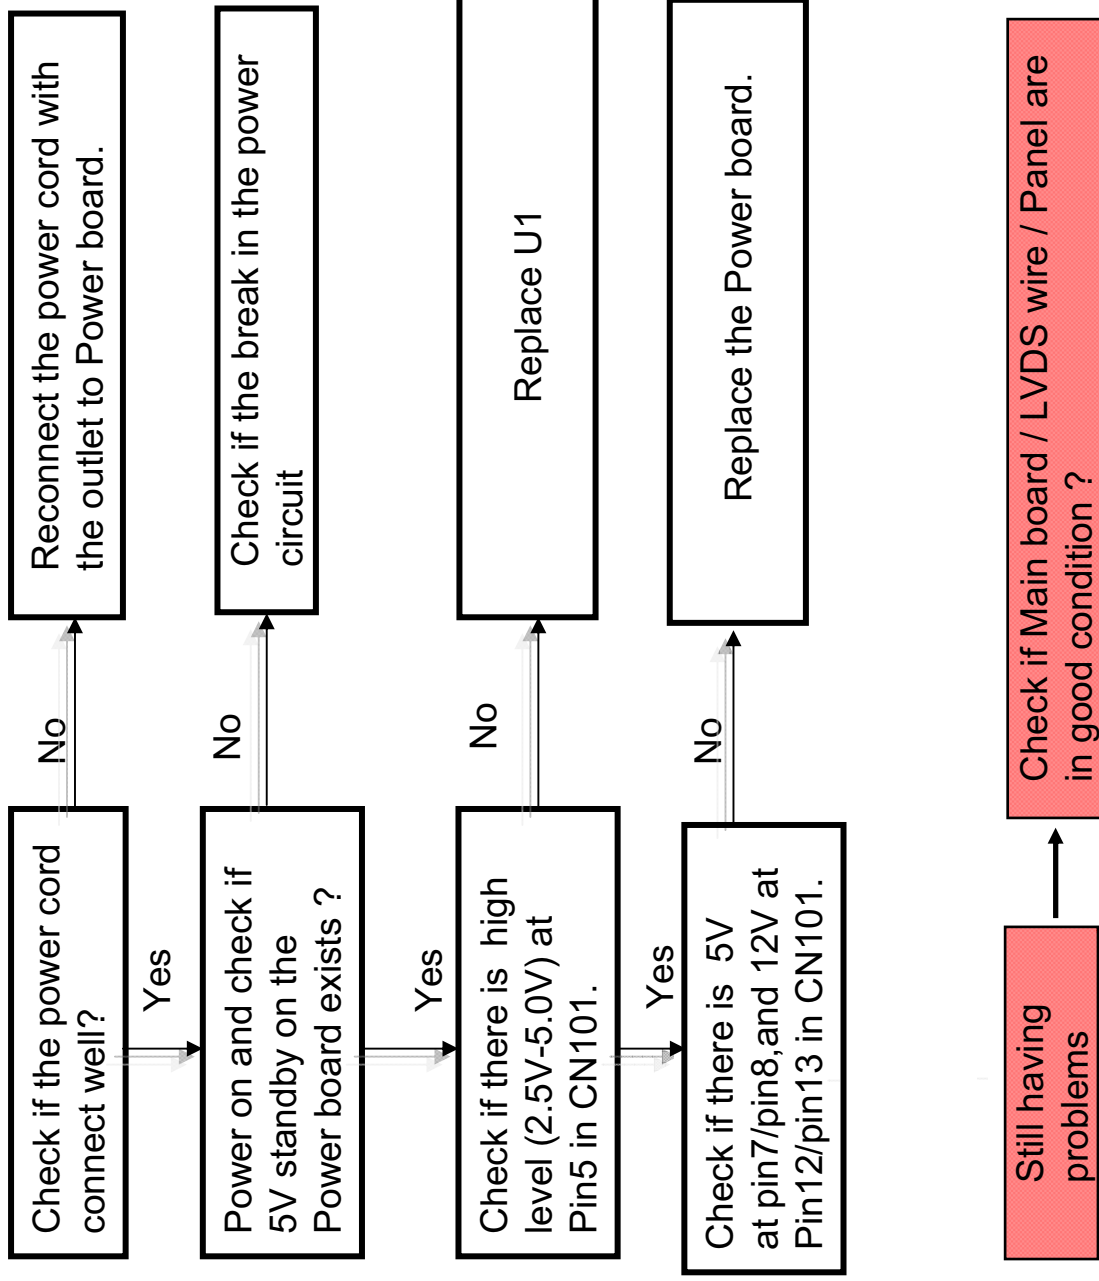 Check if the power cord
connect well?
No
Reconnect the power cord with
the outlet to Power board.
Yes
Power on and check if
5V standby on the
Power board exists ?
No
Check if the break in the power
circuit
Yes
Check if there is  high
level (2.5V-5.0V) at
Pin5 in CN101.
No
Replace U1
Yes
Check if there is  5V
at pin7/pin8,and 12V at
Pin12/pin13 in CN101.
No
Replace the Power board.
Still having
problems
Check if Main board / LVDS wire / Panel are
in good condition ?